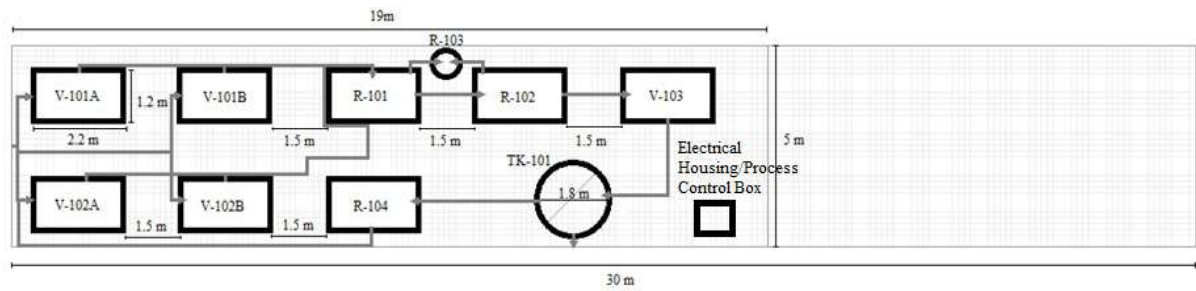 19m
R-103
V-101A
1.2 m
V-101B
R-101
R-102
V-103
2.2 m
1.5 m
1.5 m
1.5 m
5 m
Electrical
Housing/Process
Control Box
TK-101
1.8 m
V-102A
V-102B
R-104
1.5 m
1.5 m
30 m